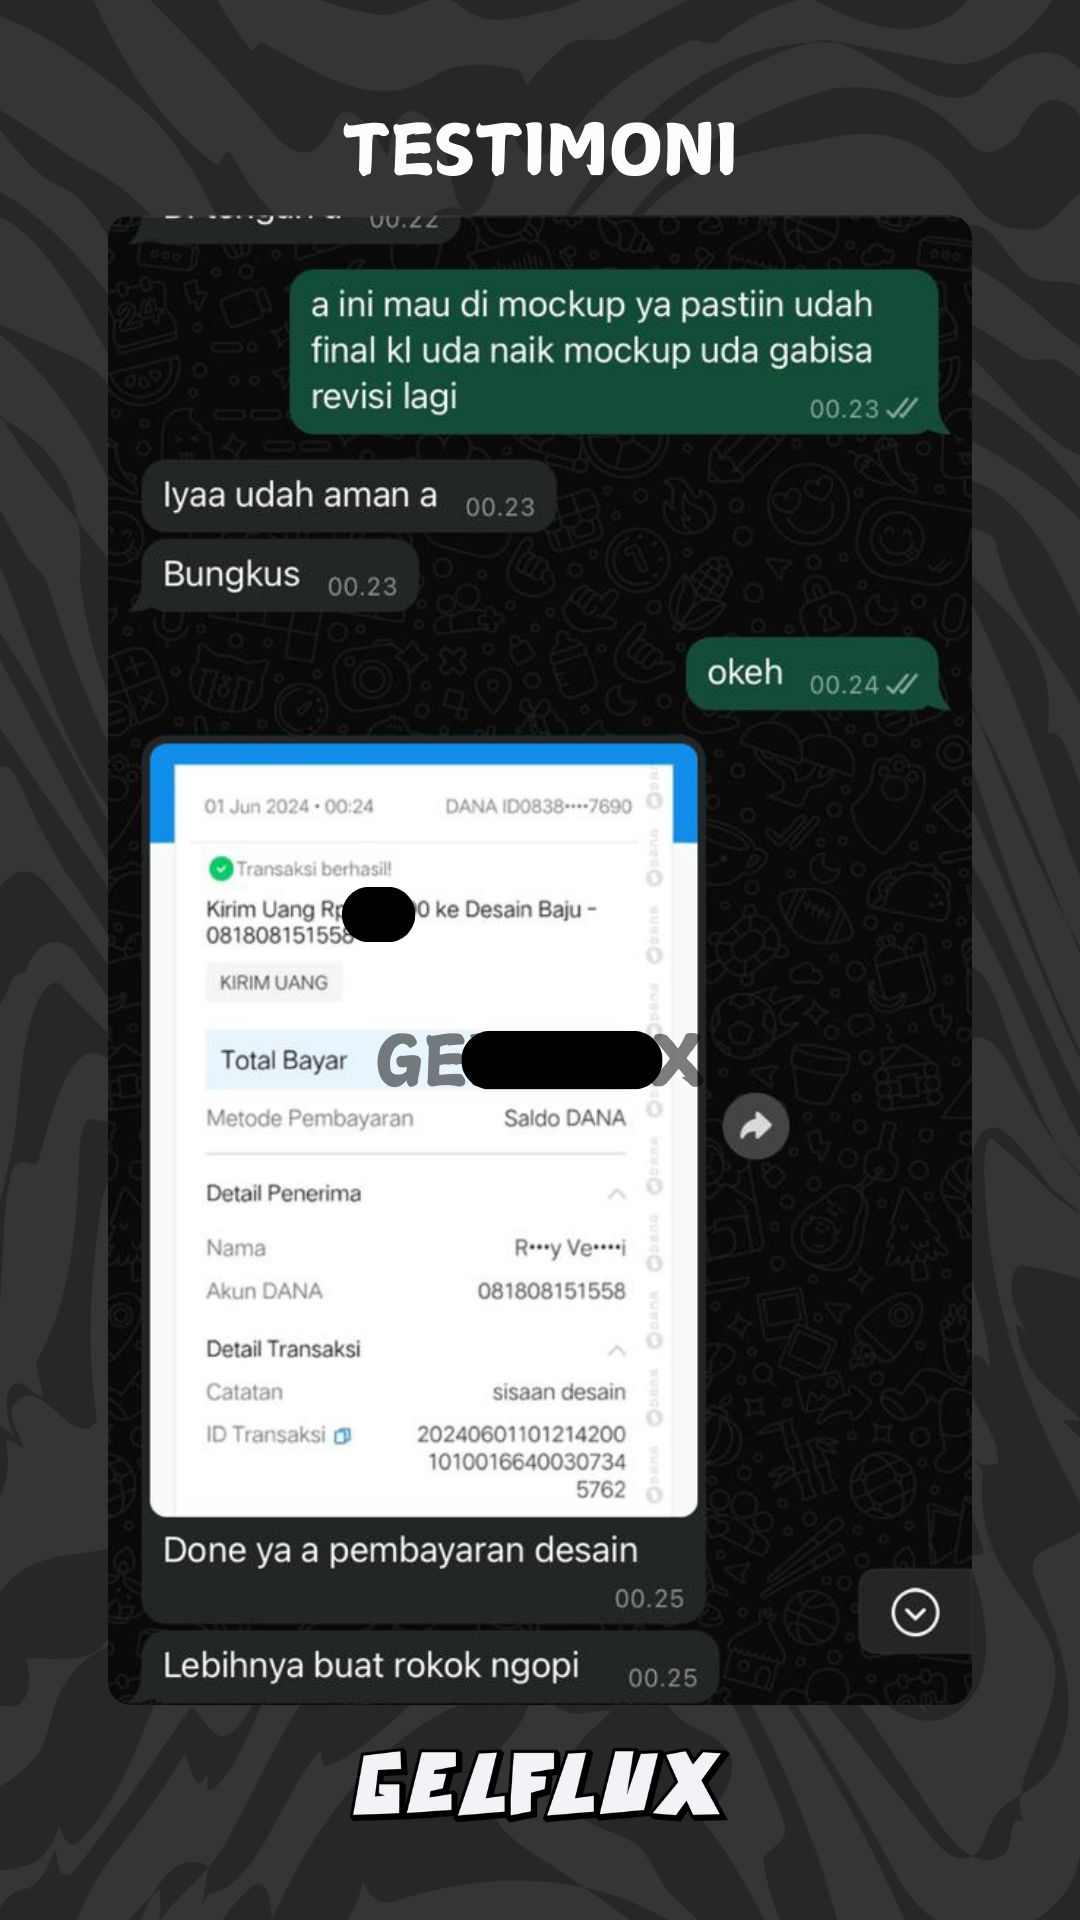 TESTIMONI
00.22
a ini mau di mockup ya pastiin udah
final kl uda naik mockup uda gabisa
revisi lagi
00.23
Iyaa udah aman a 00.23
Bungkus 00.23
okeh 00.24
01 Jun 2024 • 00:24 DANA ID0838••••7690
Transaksi berhasil!
Kirim Uang Rp 0 ke Desain Baju -
081808151558
KIRIM UANG
Total Bayar GE X
Metode Pembayaran Saldo DANA
Detail Penerima
Nama R•••y Ve••••i
Akun DANA 081808151558
Detail Transaksi
Catatan sisaan desain
ID Transaksi 20240601101214200
1010016640030734
5762
Done ya a pembayaran desain
00.25
Lebihnya buat rokok ngopi 00.25
GELFLUX